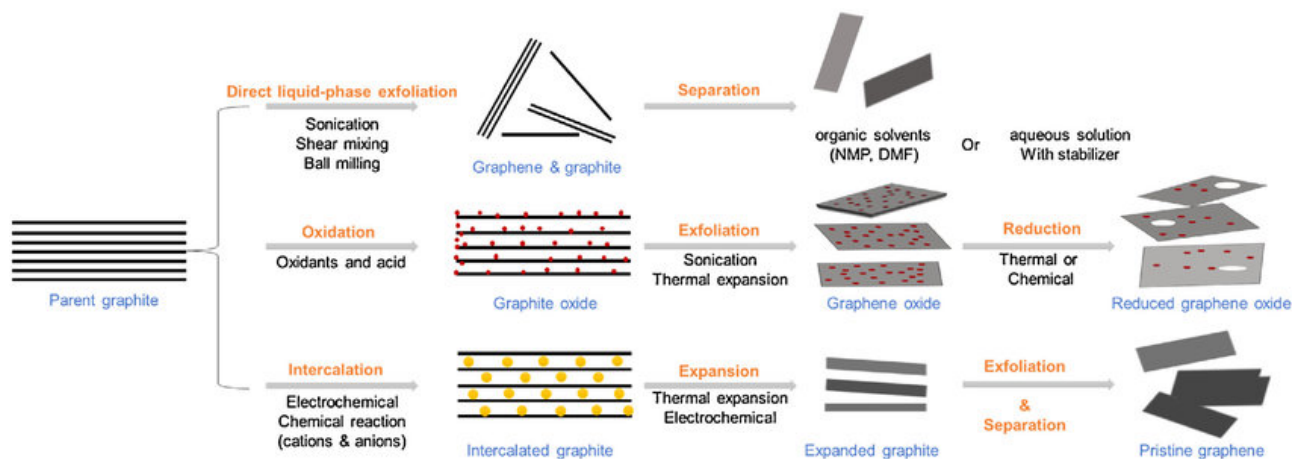 Direct liquid-phase exfoliation
Sonication
Shear mixing
Ball milling
Graphene & graphite
Separation
organic solvents
(NMP, DMF)
Or
aqueous solution
With stabilizer
Parent graphite
Oxidation
Oxidants and acid
Graphite oxide
Exfoliation
Sonication
Thermal expansion
Graphene oxide
Reduction
Thermal or
Chemical
Reduced graphene oxide
Intercalation
Electrochemical
Chemical reaction
(cations & anions)
Intercalated graphite
Expansion
Thermal expansion
Electrochemical
Expanded graphite
Exfoliation
&
Separation
Pristine graphene